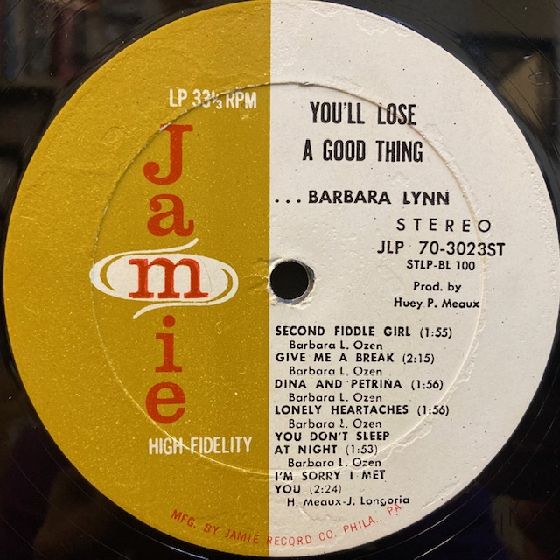 LP 33⅓ RPM
Jamie
HIGH FIDELITY
YOU'LL LOSE
A GOOD THING
...BARBARA LYNN
STEREO
JLP 70-3023ST
STLP-BL 100
Prod. by
Huey P. Meaux
SECOND FIDDLE GIRL (1:55)
Barbara L. Ozen
GIVE ME A BREAK (2:15)
Barbara L. Ozen
DINA AND PETRINA (1:56)
Barbara L. Ozen
LONELY HEARTACHES (1:56)
Barbara L. Ozen
YOU DON'T SLEEP
AT NIGHT (1:53)
Barbara L. Ozen
I'M SORRY I MET
YOU (2:24)
H. Meaux-J. Longoria
MFG. BY JAMIE RECORD CO. PHILA. PA